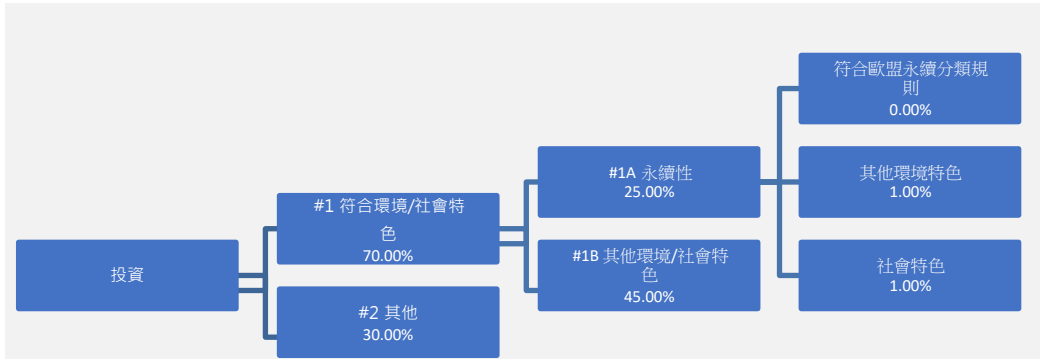 投資
#1 符合環境/社會特
色
70.00%
#2 其他
30.00%
#1A 永續性
25.00%
#1B 其他環境/社會特
色
45.00%
符合歐盟永續分類規
則
0.00%
其他環境特色
1.00%
社會特色
1.00%